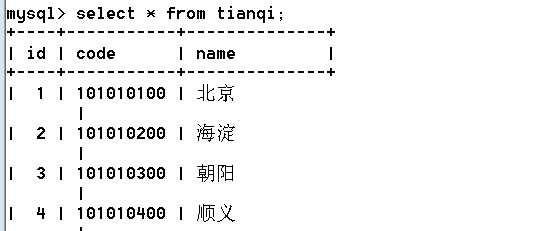 mysql> select * from tianqi;
+----+-----------+--------------+
| id | code      | name         |
+----+-----------+--------------+
|  1 | 101010100 | 北京
       |
|  2 | 101010200 | 海淀
       |
|  3 | 101010300 | 朝阳
       |
|  4 | 101010400 | 顺义
       |